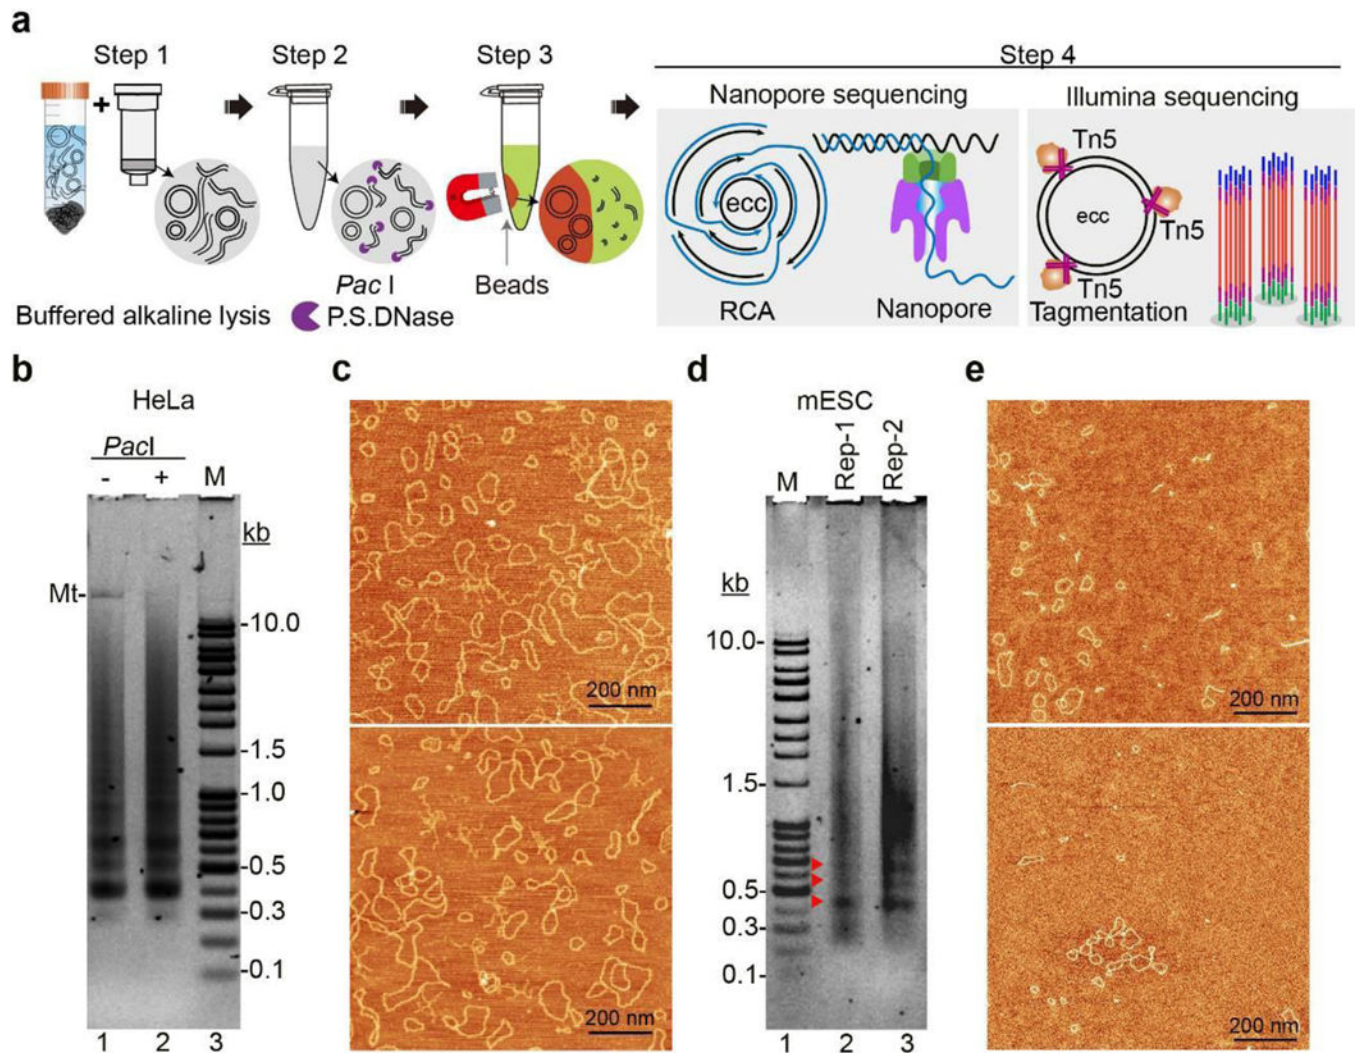 a
Step 1
Step 2
Step 3
Step 4
Nanopore sequencing
Illumina sequencing
+
ecc
RCA
Nanopore
Tn5
Tn5
Tn5
ecc
Tagmentation
Pac I
Beads
Buffered alkaline lysis
P.S.DNase
b
HeLa
PacI
- + M
kb
Mt-
-10.0
-1.5
-1.0
-0.5
-0.3
-0.1
1 2 3
c
200 nm
200 nm
d
mESC
M Rep-1 Rep-2
kb
10.0-
1.5-
0.5-
0.3-
0.1-
1 2 3
e
200 nm
200 nm